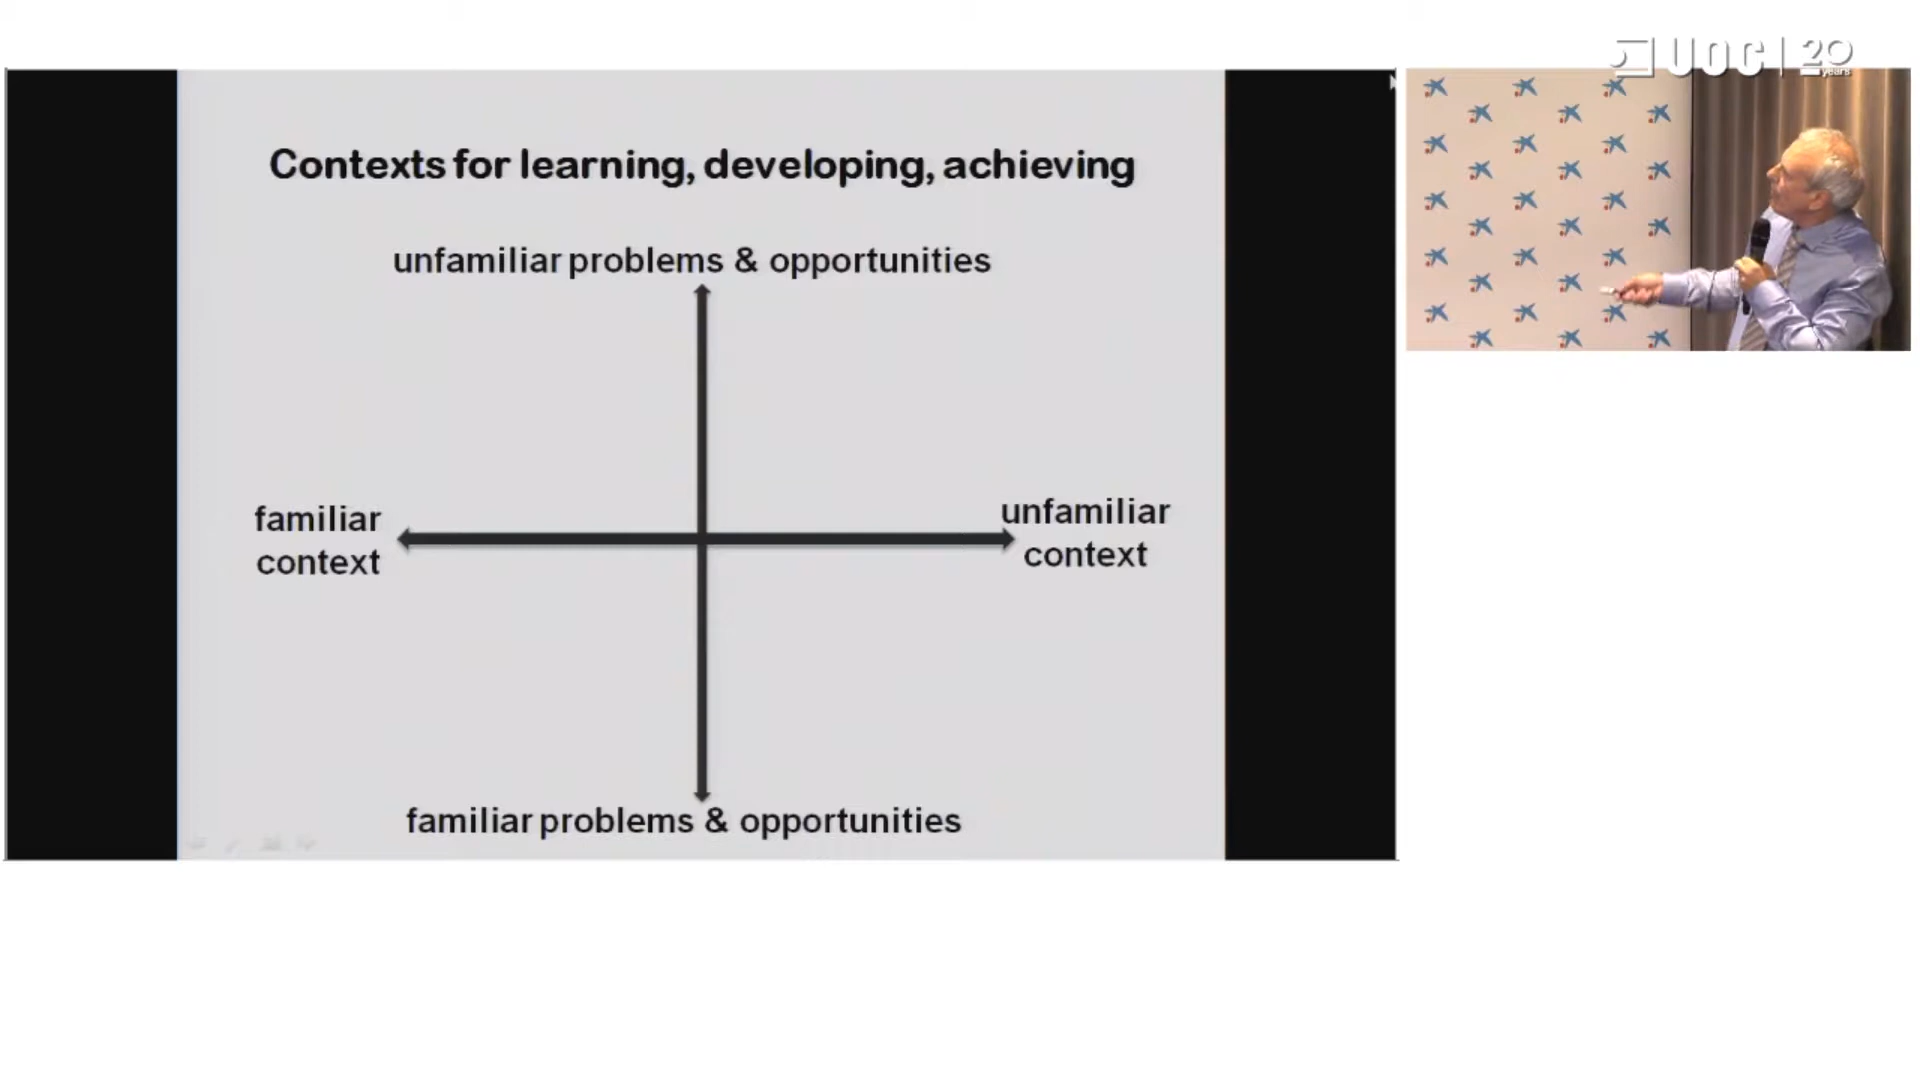 UOC 20 years
Contexts for learning, developing, achieving
unfamiliar problems & opportunities
familiar
context
unfamiliar
context
familiar problems & opportunities